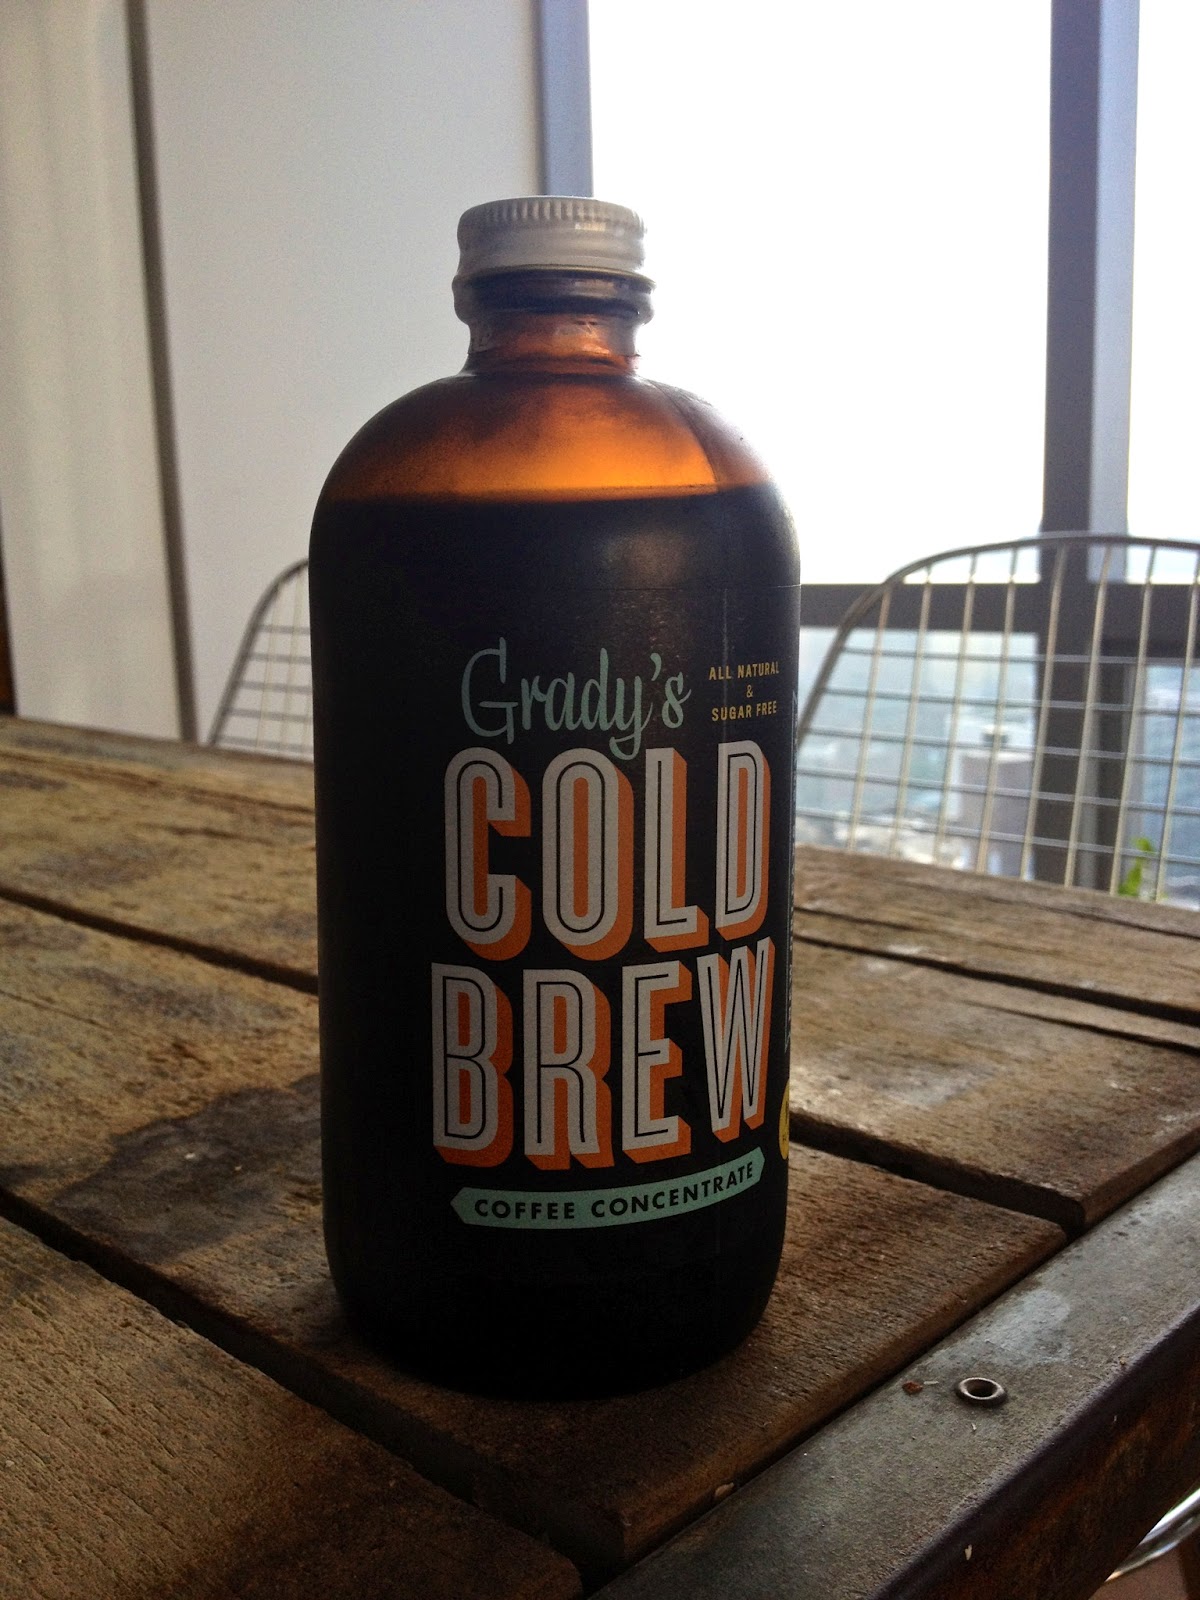 Grady's
ALL NATURAL
&
SUGAR FREE
COLD
BREW
COFFEE CONCENTRATE